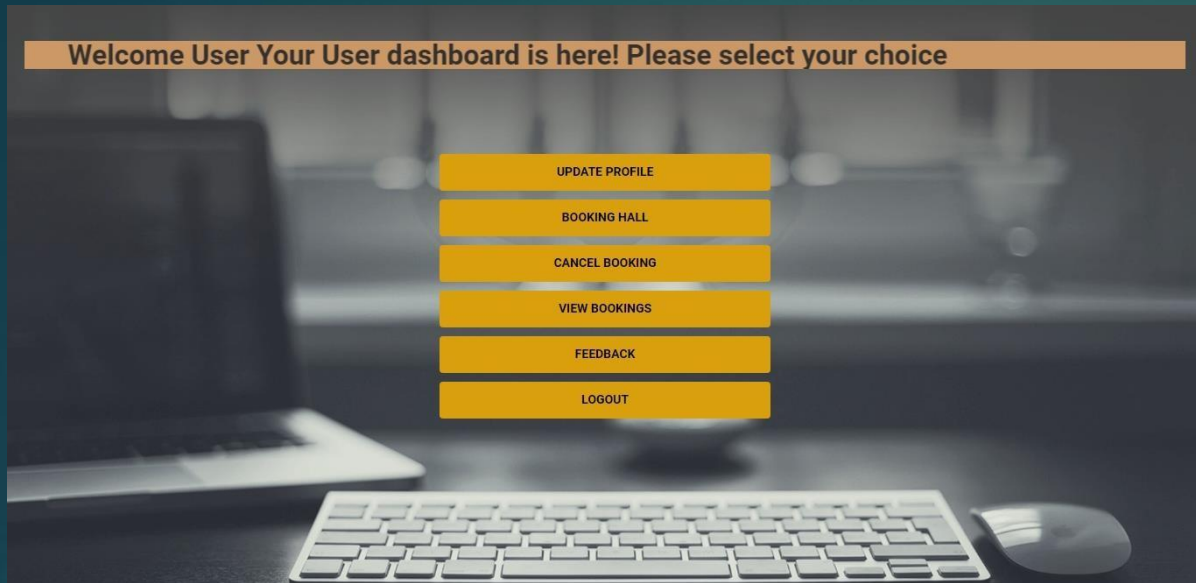 Welcome User Your User dashboard is here! Please select your choice
UPDATE PROFILE
BOOKING HALL
CANCEL BOOKING
VIEW BOOKINGS
FEEDBACK
LOGOUT